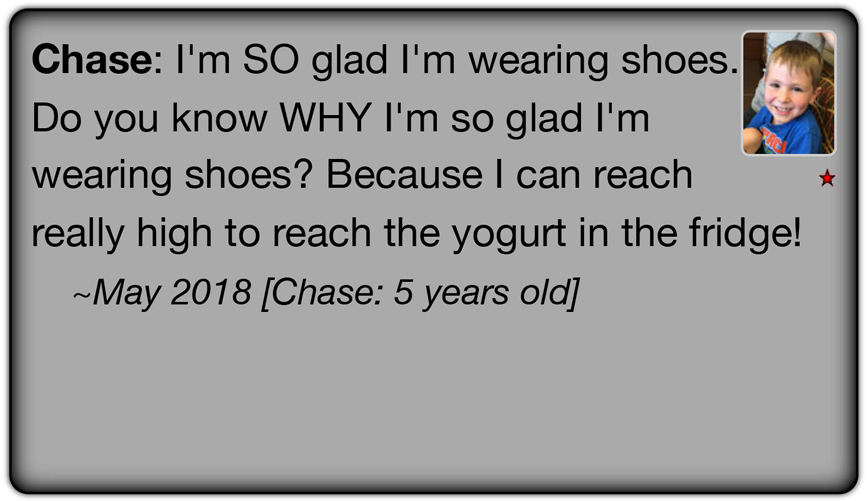 Chase: I'm SO glad I'm wearing shoes.
Do you know WHY I'm so glad I'm
wearing shoes? Because I can reach
really high to reach the yogurt in the fridge!
~May 2018 [Chase: 5 years old]